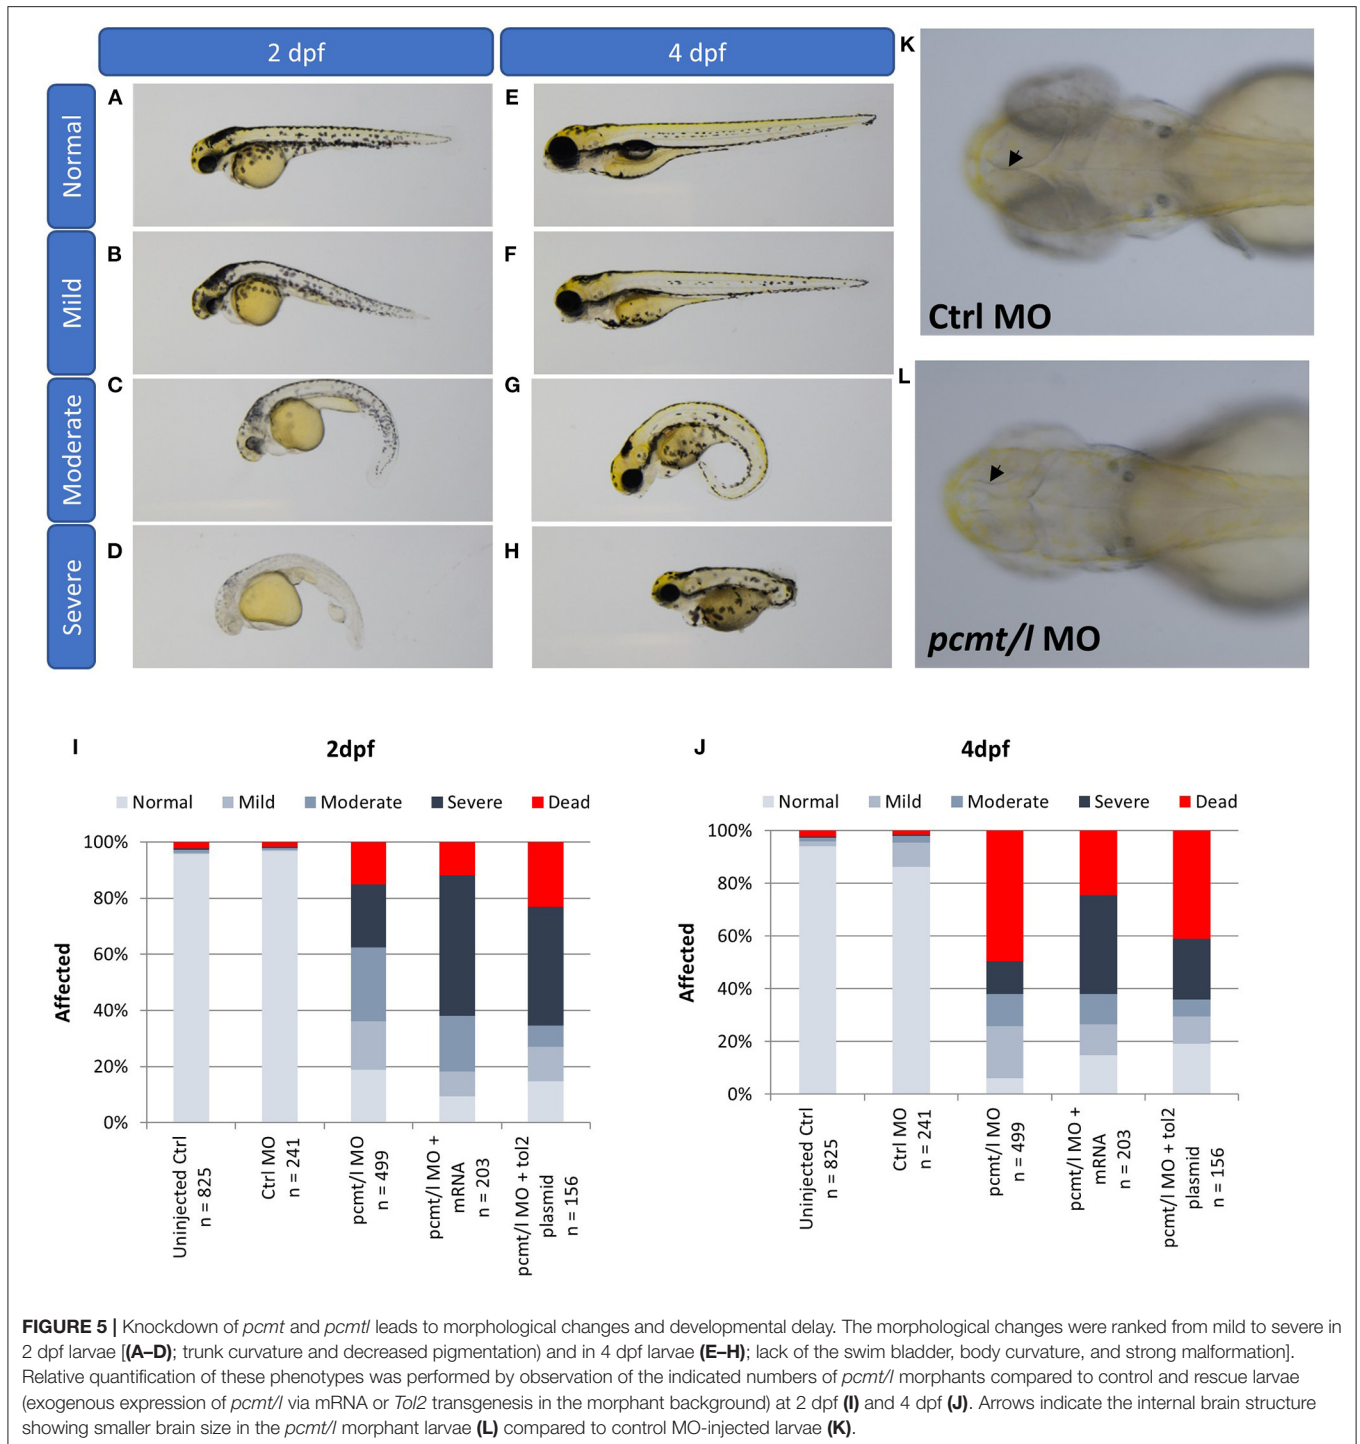 2 dpf
4 dpf
Normal
Mild
Moderate
Severe
A
B
C
D
E
F
G
H
K
Ctrl MO
L
pcmt/l MO
I
2dpf
Normal Mild Moderate Severe Dead
100%
80%
60%
40%
20%
0%
Affected
Uninjected Ctrl
n = 825
Ctrl MO
n = 241
pcmt/l MO
n = 499
pcmt/l MO +
mRNA
n = 203
pcmt/l MO + tol2
plasmid
n = 156
J
4dpf
Normal Mild Moderate Severe Dead
100%
80%
60%
40%
20%
0%
Affected
Uninjected Ctrl
n = 825
Ctrl MO
n = 241
pcmt/l MO
n = 499
pcmt/l MO +
mRNA
n = 203
pcmt/l MO + tol2
plasmid
n = 156
FIGURE 5 | Knockdown of pcmt and pcmtl leads to morphological changes and developmental delay. The morphological changes were ranked from mild to severe in
2 dpf larvae [(A–D); trunk curvature and decreased pigmentation) and in 4 dpf larvae (E–H); lack of the swim bladder, body curvature, and strong malformation].
Relative quantification of these phenotypes was performed by observation of the indicated numbers of pcmt/l morphants compared to control and rescue larvae
(exogenous expression of pcmt/l via mRNA or Tol2 transgenesis in the morphant background) at 2 dpf (I) and 4 dpf (J). Arrows indicate the internal brain structure
showing smaller brain size in the pcmt/l morphant larvae (L) compared to control MO-injected larvae (K).